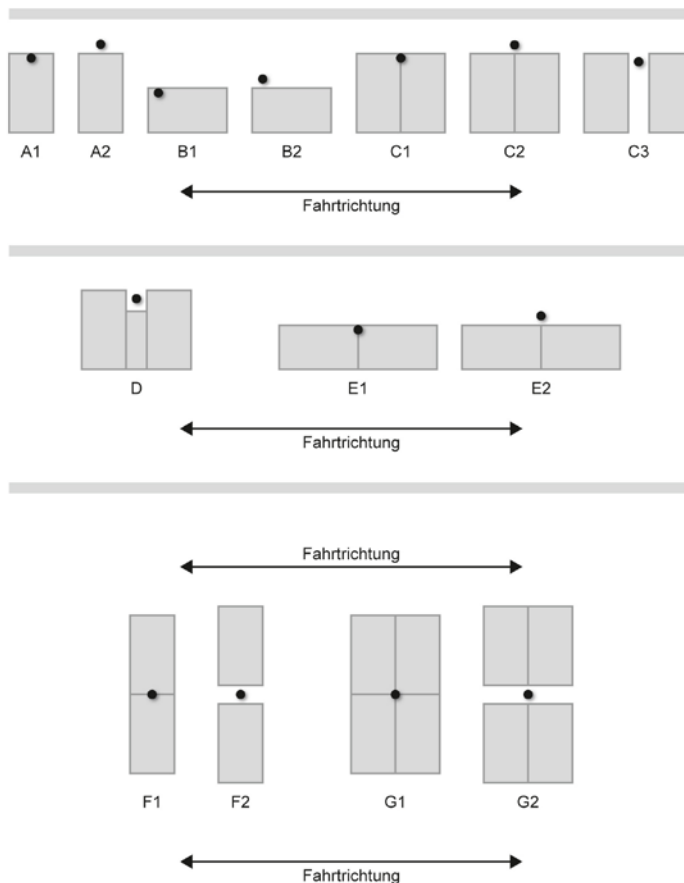 A1 A2 B1 B2 C1 C2 C3
Fahrtrichtung
D E1 E2
Fahrtrichtung
Fahrtrichtung
F1 F2 G1 G2
Fahrtrichtung